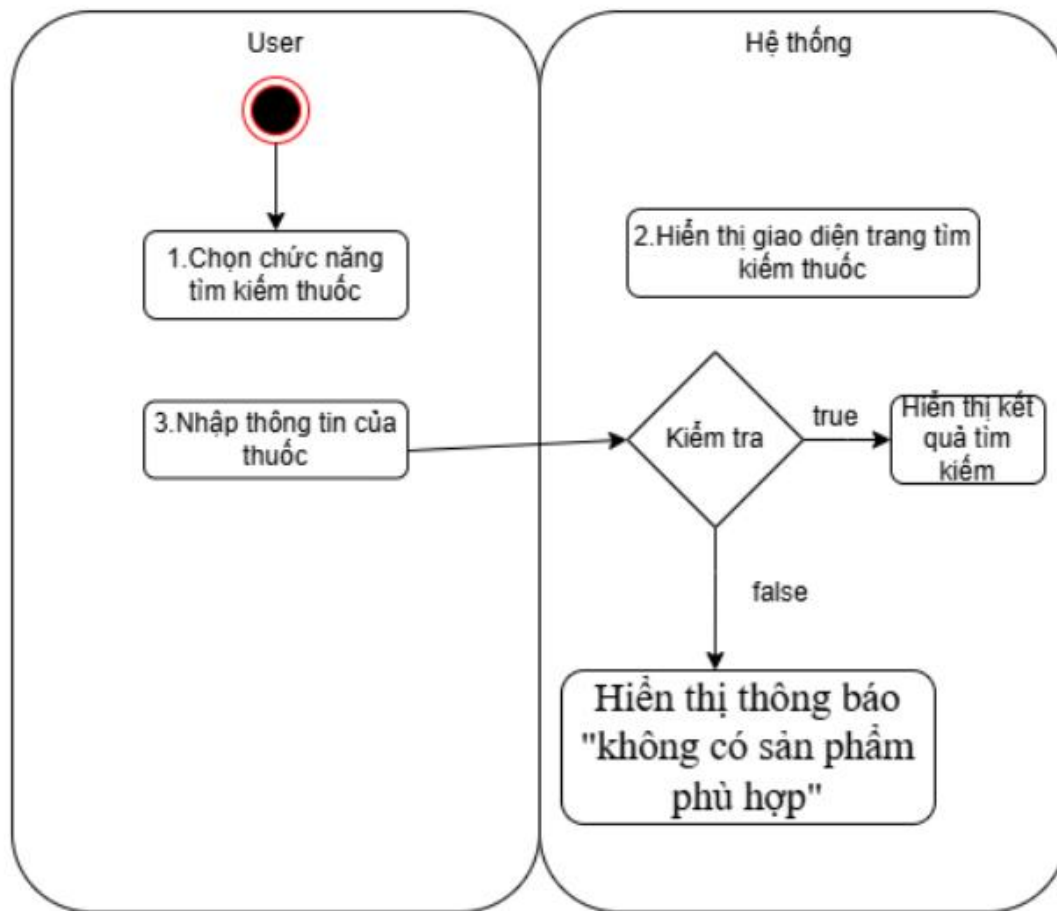 User
Hệ thống
1.Chọn chức năng
tìm kiếm thuốc
2.Hiển thị giao diện trang tìm
kiếm thuốc
3.Nhập thông tin của
thuốc
Kiểm tra
true
Hiển thị kết
quả tìm
kiếm
false
Hiển thị thông báo
"không có sản phẩm
phù hợp"